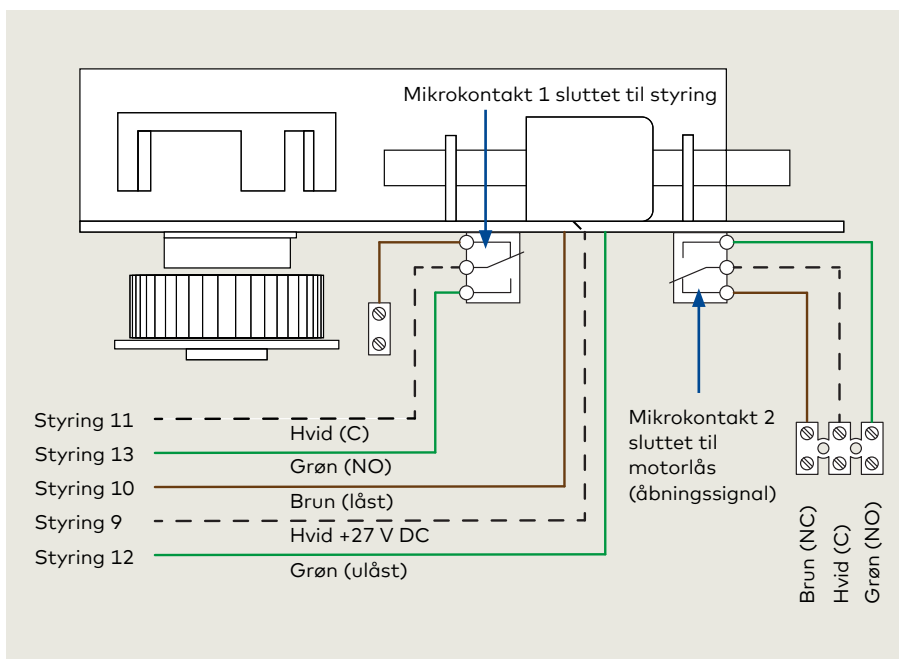 Mikrokontakt 1 sluttet til styring
Styring 11
Hvid (C)
Styring 13
Grøn (NO)
Styring 10
Brun (låst)
Styring 9
Hvid +27 V DC
Styring 12
Grøn (ulåst)
Mikrokontakt 2
sluttet til
motorlås
(åbningssignal)
Brun (NC)
Hvid (C)
Grøn (NO)